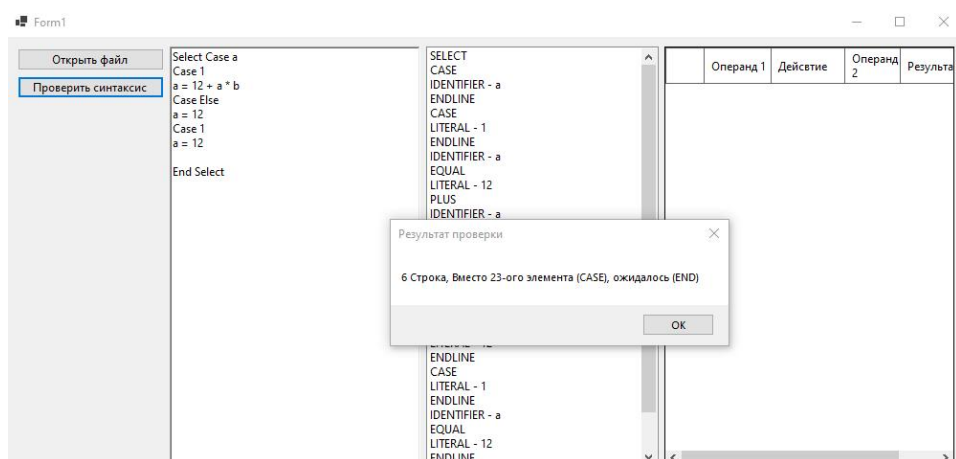 Form1
Открыть файл
Проверить синтаксис
Select Case a
Case 1
a = 12 + a * b
Case Else
a = 12
Case 1
a = 12
End Select
SELECT
CASE
IDENTIFIER - a
ENDLINE
CASE
LITERAL - 1
ENDLINE
IDENTIFIER - a
EQUAL
LITERAL - 12
PLUS
IDENTIFIER - a
ENDLINE
CASE
LITERAL - 1
ENDLINE
IDENTIFIER - a
EQUAL
LITERAL - 12
ENDLINE
Операнд 1
Дейсвтие
Операнд
2
Результа
Результат проверки
6 Строка, Вместо 23-ого элемента (CASE), ожидалось (END)
OK